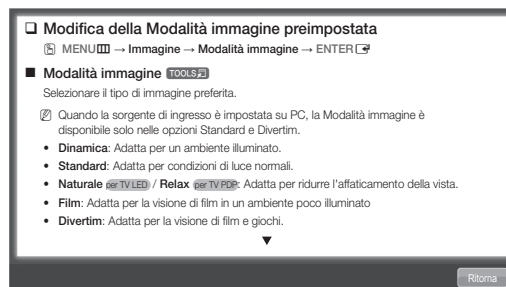 Modifica della Modalità immagine preimpostata
MENU → Immagine → Modalità immagine → ENTER
Modalità immagine TOOLS
Selezionare il tipo di immagine preferita.
Quando la sorgente di ingresso è impostata su PC, la Modalità immagine è
disponibile solo nelle opzioni Standard e Divertim.
• Dinamica: Adatta per un ambiente illuminato.
• Standard: Adatta per condizioni di luce normali.
• Naturale per TV LED / Relax per TV PDP: Adatta per ridurre l'affaticamento della vista.
• Film: Adatta per la visione di film in un ambiente poco illuminato
• Divertim: Adatta per la visione di film e giochi.
Ritorna